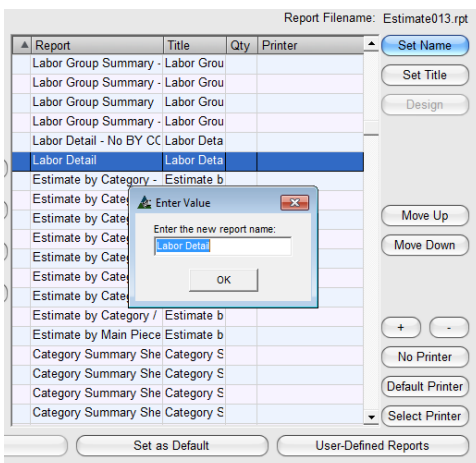 Report Filename: Estimate013.rpt
Report Title Qty Printer
Set Name
Labor Group Summary - Labor Grou
Set Title
Labor Group Summary - Labor Grou
Labor Group Summary Labor Grou
Design
Labor Group Summary - Labor Grou
Labor Detail - No BY CC Labor Deta
Labor Detail Labor Deta
Estimate by Category - Estimate b
Estimate by Cate
Enter Value
Estimate by Cate
Move Up
Enter the new report name:
Estimate by Cate
Labor Detail
Move Down
Estimate by Cate
Estimate by Cate
OK
Estimate by Cate
Estimate by Category / Estimate b
Estimate by Main Piece Estimate b
+ -
Category Summary She Category S
No Printer
Category Summary She Category S
Category Summary She Category S
Default Printer
Category Summary She Category S
Select Printer
Set as Default
User-Defined Reports